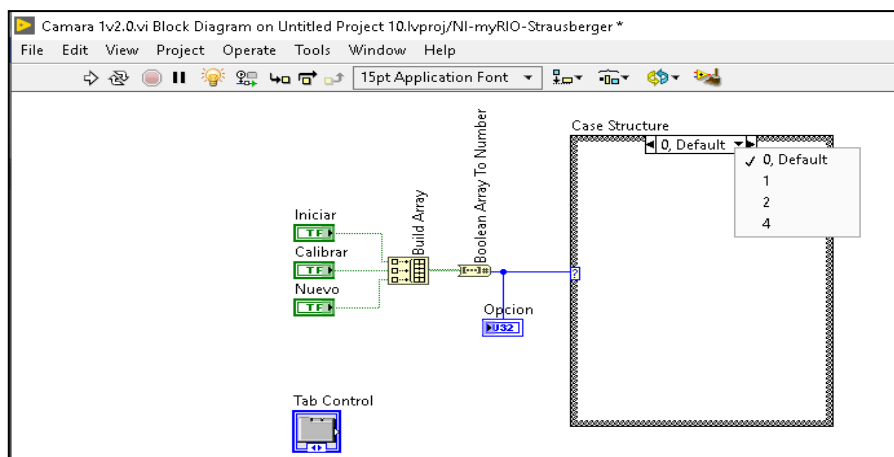 Camara 1v2.0.vi Block Diagram on Untitled Project 10.lvproj/NI-myRIO-Strausberger *
File Edit View Project Operate Tools Window Help
15pt Application Font
Case Structure
0, Default
0, Default
1
2
4
Boolean Array To Number
Build Array
Iniciar
TF
Calibrar
TF
Nuevo
TF
[...]#
?
Opcion
U32
Tab Control